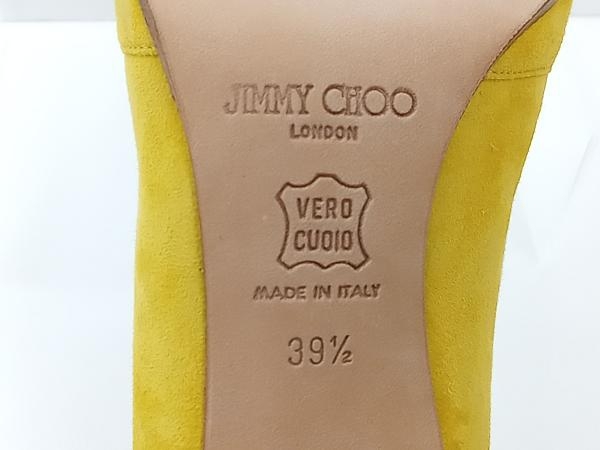 JIMMY CHOO
LONDON
VERO
CUOIO
MADE IN ITALY
39½